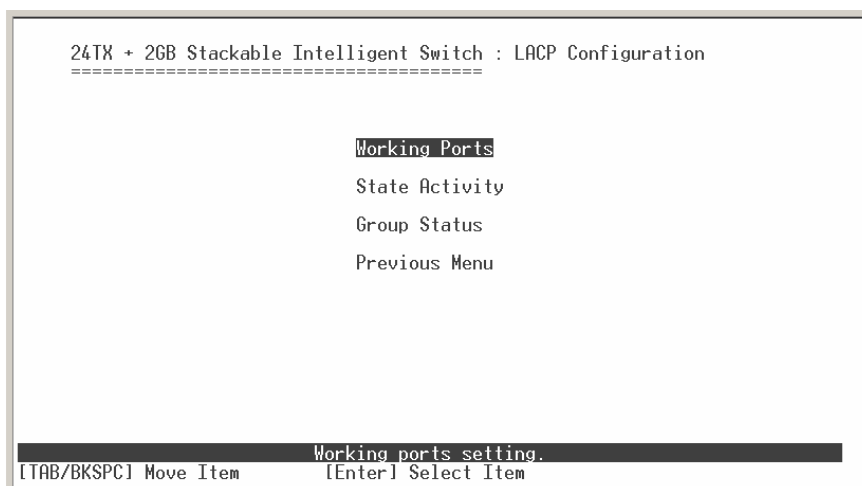 24TX + 2GB Stackable Intelligent Switch : LACP Configuration
=======================================
Working Ports
State Activity
Group Status
Previous Menu
Working ports setting.
[TAB/BKSPC] Move Item [Enter] Select Item